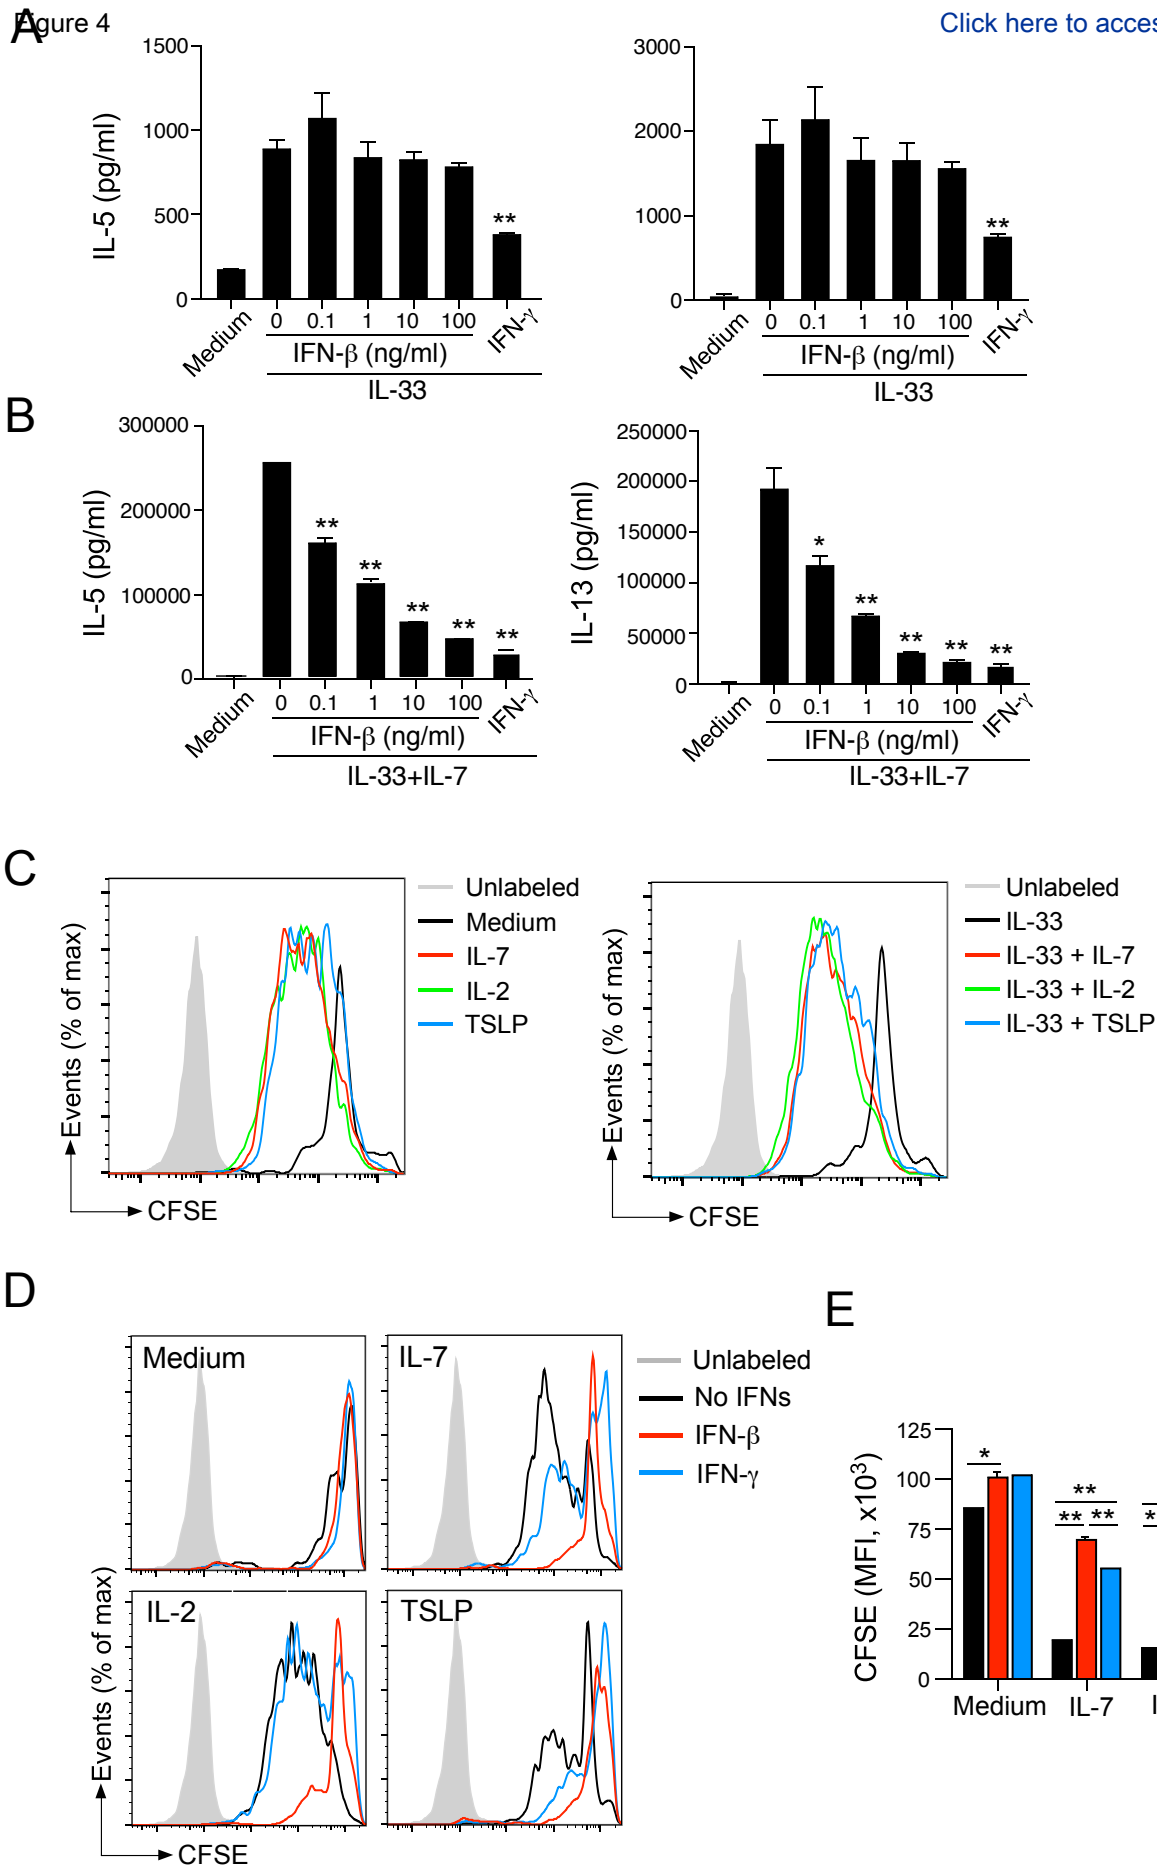 Figure 4
Click here to acces
A
1500
1000
500
0
IL-5 (pg/ml)
**
Medium
0 0.1 1 10 100
IFN-γ
IFN-β (ng/ml)
IL-33
3000
2000
1000
0
**
Medium
0 0.1 1 10 100
IFN-γ
IFN-β (ng/ml)
IL-33
B
300000
200000
100000
0
IL-5 (pg/ml)
** ** ** ** **
Medium
0 0.1 1 10 100
IFN-γ
IFN-β (ng/ml)
IL-33+IL-7
250000
200000
150000
100000
50000
0
IL-13 (pg/ml)
* ** ** ** **
Medium
0 0.1 1 10 100
IFN-γ
IFN-β (ng/ml)
IL-33+IL-7
C
Events (% of max)
CFSE
Unlabeled
Medium
IL-7
IL-2
TSLP
Events (% of max)
CFSE
Unlabeled
IL-33
IL-33 + IL-7
IL-33 + IL-2
IL-33 + TSLP
D
Medium
IL-7
IL-2
TSLP
Events (% of max)
CFSE
Unlabeled
No IFNs
IFN-β
IFN-γ
E
125
100
75
50
25
0
CFSE (MFI, x10³)
*
**
** **
*
Medium
IL-7
I